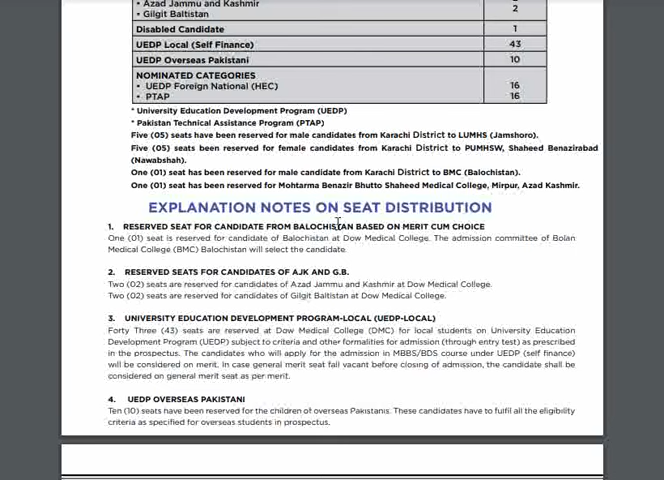 • Azad Jammu and Kashmir
• Gilgit Baltistan 2
Disabled Candidate 1
UEDP Local (Self Finance) 43
UEDP Overseas Pakistani 10
NOMINATED CATEGORIES
• UEDP Foreign National (HEC) 16
• PTAP 16
* University Education Development Program (UEDP)
* Pakistan Technical Assistance Program (PTAP)
Five (05) seats have been reserved for male candidates from Karachi District to LUMHS (Jamshoro).
Five (05) seats been reserved for female candidates from Karachi District to PUMHSW, Shaheed Benazirabad
(Nawabshah).
One (01) seat has been reserved for male candidate from Karachi District to BMC (Balochistan).
One (01) seat has been reserved for Mohtarma Benazir Bhutto Shaheed Medical College, Mirpur, Azad Kashmir.
EXPLANATION NOTES ON SEAT DISTRIBUTION
1. RESERVED SEAT FOR CANDIDATE FROM BALOCHISTAN BASED ON MERIT CUM CHOICE
One (01) seat is reserved for candidate of Balochistan at Dow Medical College. The admission committee of Bolan
Medical College (BMC) Balochistan will select the candidate.
2. RESERVED SEATS FOR CANDIDATES OF AJK AND G.B.
Two (02) seats are reserved for candidates of Azad Jammu and Kashmir at Dow Medical College.
Two (02) seats are reserved for candidates of Gilgit Baltistan at Dow Medical College.
3. UNIVERSITY EDUCATION DEVELOPMENT PROGRAM-LOCAL (UEDP-LOCAL)
Forty Three (43) seats are reserved at Dow Medical College (DMC) for local students on University Education
Development Program (UEDP) subject to criteria and other formalities for admission (through entry test) as prescribed
in the prospectus. The candidates who will apply for the admission in MBBS/BDS course under UEDP (self finance)
will be considered on merit. In case general merit seat fail vacant before closing of admission, the candidate shall be
considered on general merit seat as per merit.
4. UEDP OVERSEAS PAKISTANI
Ten (10) seats have been reserved for the children of overseas Pakistanis. These candidates have to fulfil all the eligibility
criteria as specified for overseas students in prospectus.